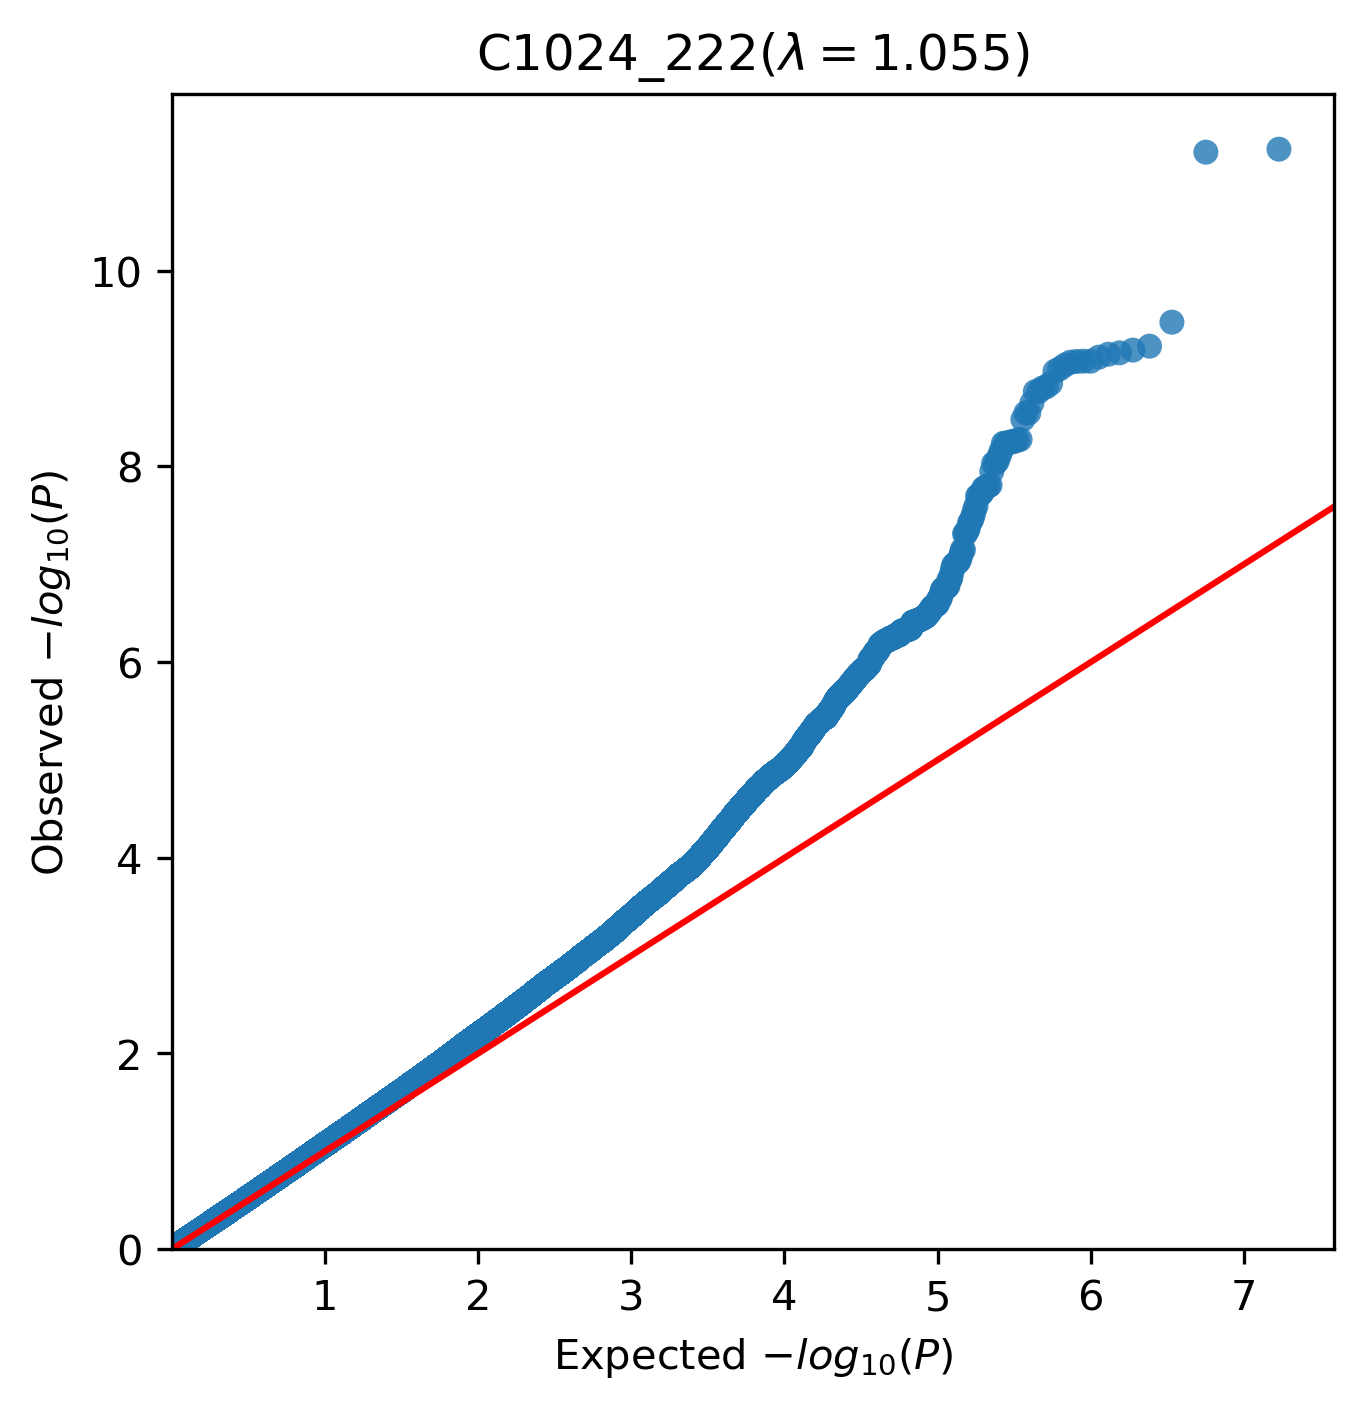 C1024_222(λ = 1.055)
10
8
6
4
2
0
Observed −log₁₀(P)
1 2 3 4 5 6 7
Expected −log₁₀(P)